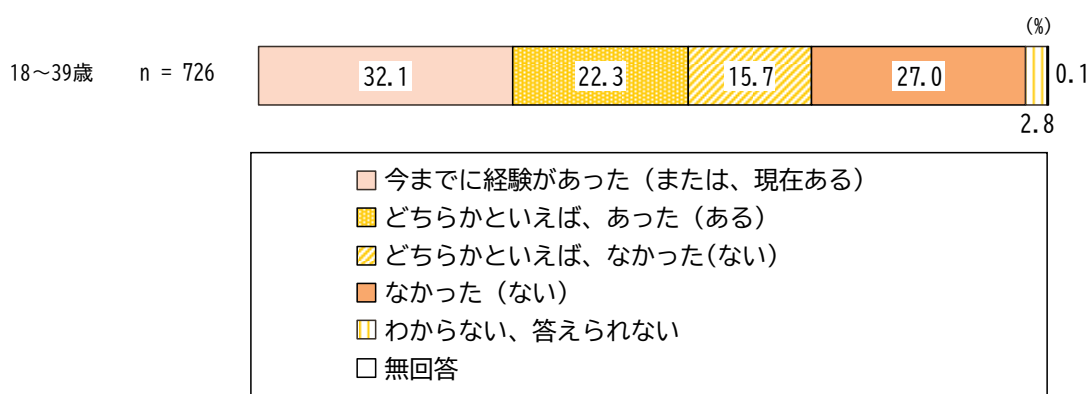 (%)
18～39歳 n = 726 32.1 22.3 15.7 27.0 0.1
2.8
今までに経験があった（または、現在ある）
どちらかといえば、あった（ある）
どちらかといえば、なかった(ない)
なかった（ない）
わからない、答えられない
無回答